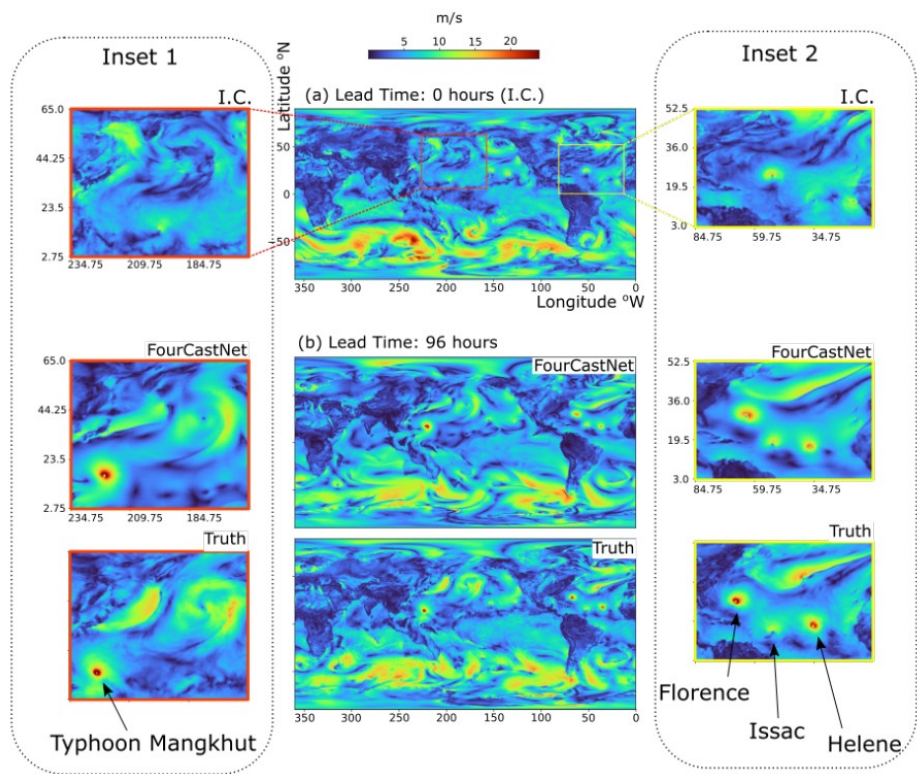 m/s
5 10 15 20
Inset 1
I.C.
65.0
44.25
23.5
2.75
234.75 209.75 184.75
FourCastNet
65.0
44.25
23.5
2.75
234.75 209.75 184.75
Truth
Typhoon Mangkhut
Latitude °N
(a) Lead Time: 0 hours (I.C.)
50
0
−50
350 300 250 200 150 100 50 0
Longitude °W
(b) Lead Time: 96 hours
FourCastNet
Truth
350 300 250 200 150 100 50 0
Inset 2
I.C.
52.5
36.0
19.5
3.0
84.75 59.75 34.75
FourCastNet
52.5
36.0
19.5
3.0
84.75 59.75 34.75
Truth
Florence
Issac
Helene